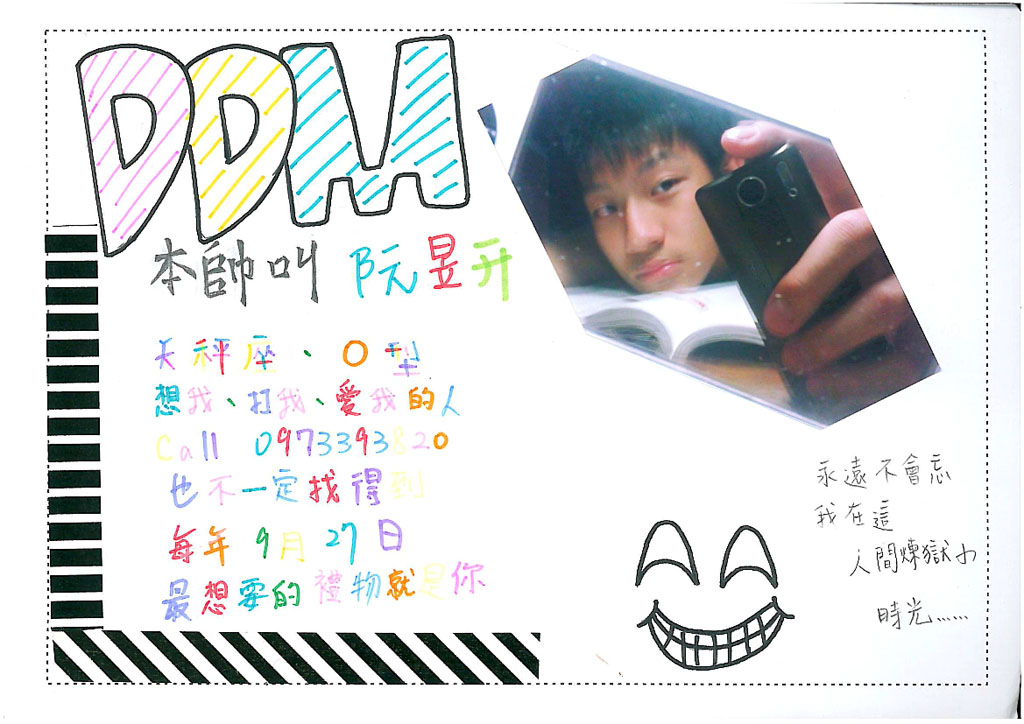 DDM
本帥叫 阮昱开
天秤座、O型
想我、打我、愛我的人
Call 0973393820
也不一定找得到
每年9月27日
最想要的禮物就是你
永遠不會忘
我在這
人間煉獄ㄉ
時光……